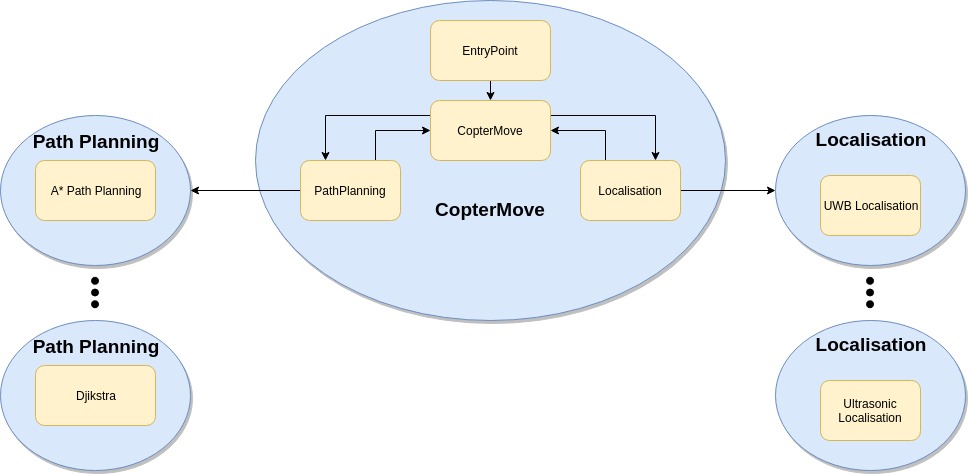 EntryPoint
CopterMove
PathPlanning
Localisation
CopterMove
Path Planning
A* Path Planning
Path Planning
Djikstra
Localisation
UWB Localisation
Localisation
Ultrasonic
Localisation